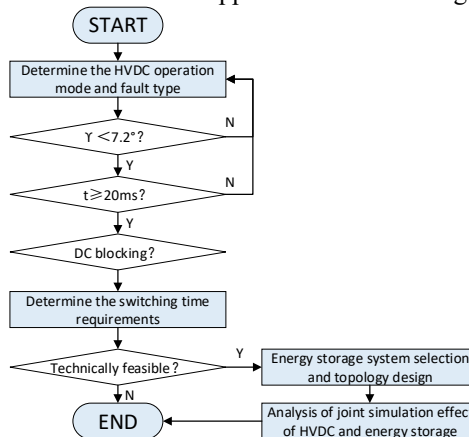 START
Determine the HVDC operation
mode and fault type
N
ϒ＜7.2°?
Y
N
t≥20ms?
Y
DC blocking?
Determine the switching time
requirements
Technically feasible?
Y
Energy storage system selection
and topology design
N
END
Analysis of joint simulation effect
of HVDC and energy storage